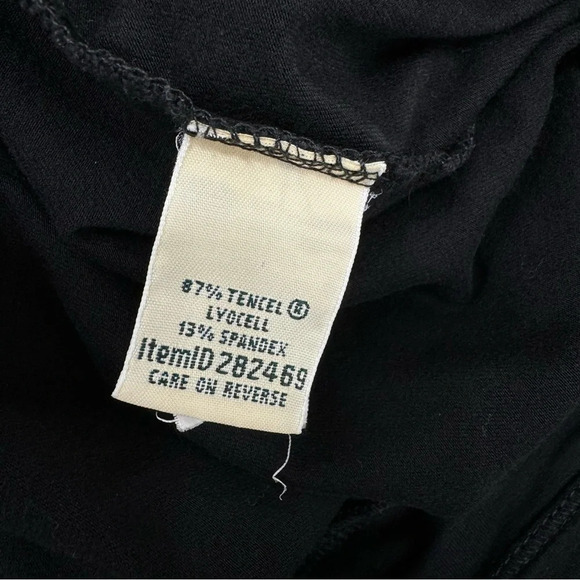 87% TENCEL ®
LYOCELL
13% SPANDEX
ItemID 282469
CARE ON REVERSE